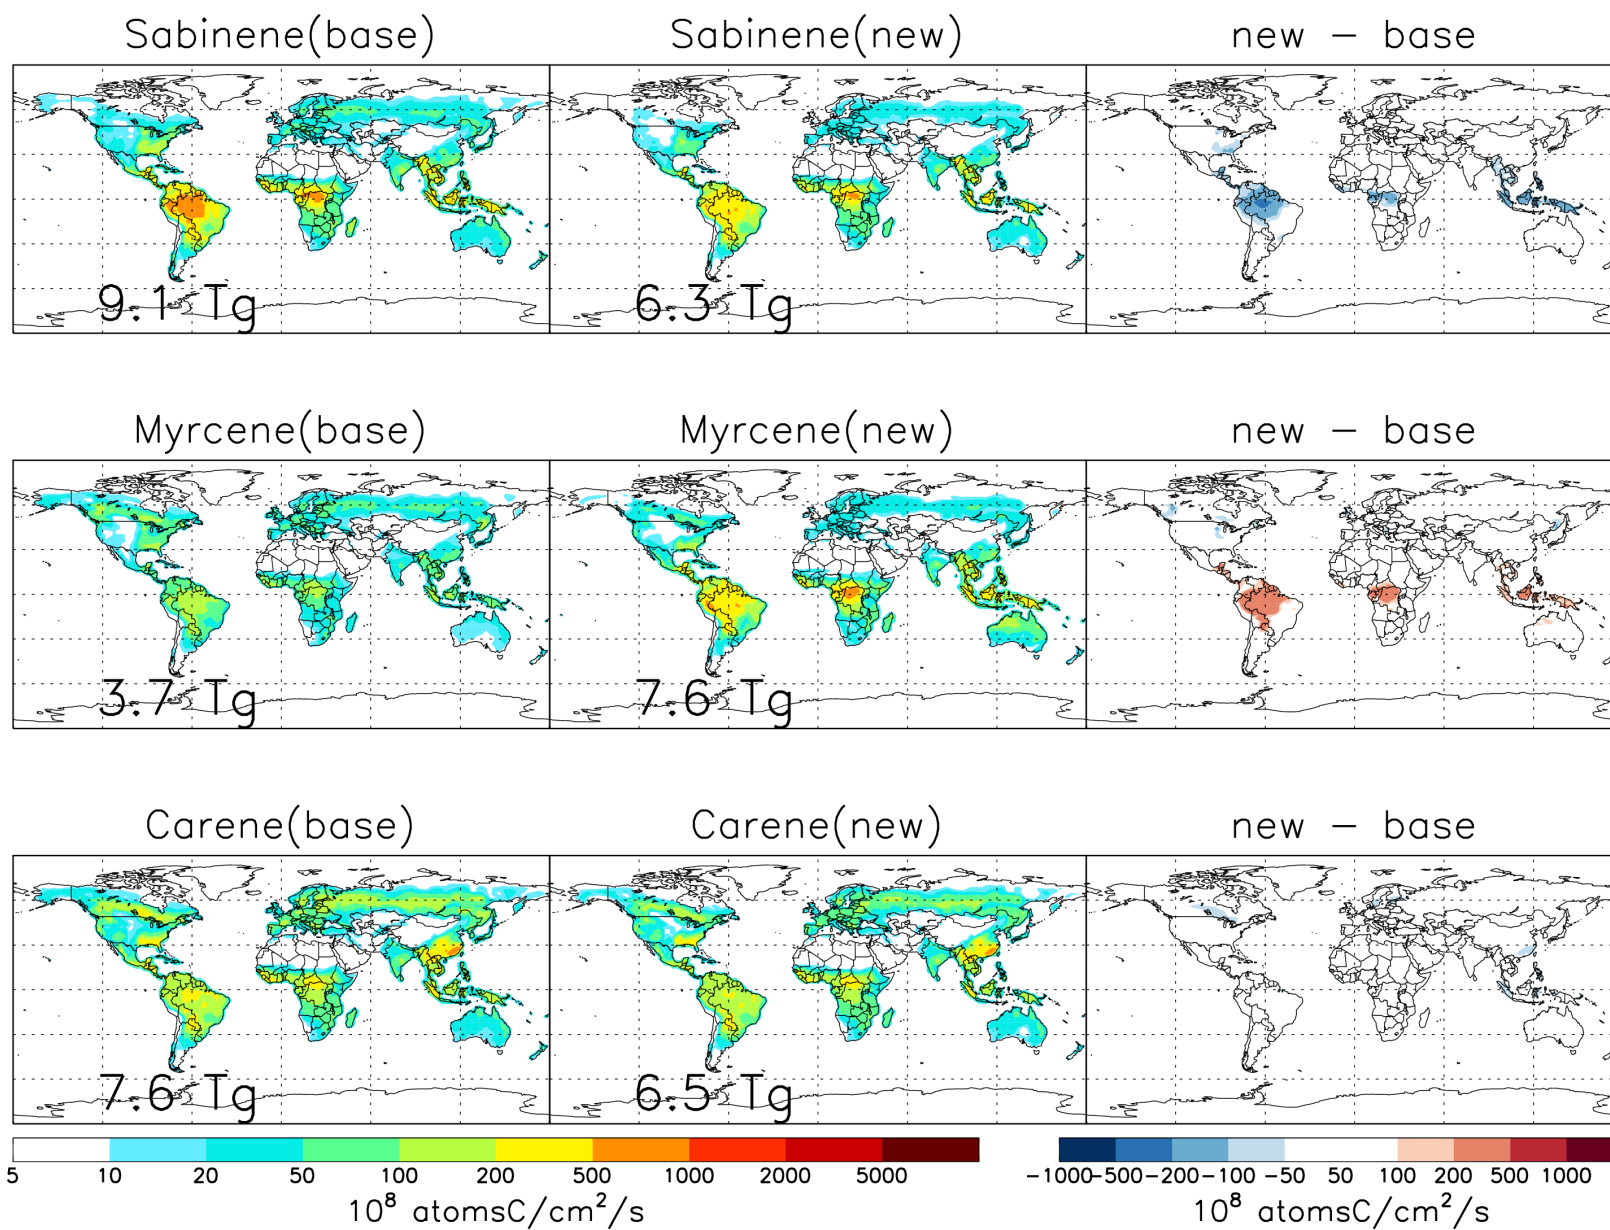 Sabinene(base) Sabinene(new) new − base
9.1 Tg 6.3 Tg
Myrcene(base) Myrcene(new) new − base
3.7 Tg 7.6 Tg
Carene(base) Carene(new) new − base
7.6 Tg 6.5 Tg
5 10 20 50 100 200 500 1000 2000 5000 −1000 −500 −200 −100 −50 50 100 200 500 1000
10⁸ atomsC/cm²/s 10⁸ atomsC/cm²/s